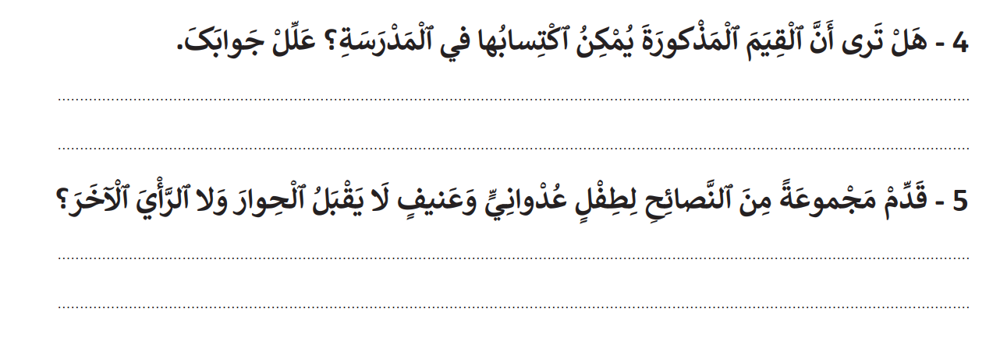 4 - هَلْ تَرى أَنَّ ٱلْقِيَمَ ٱلْمَذْكورَةَ يُمْكِنُ ٱكْتِسابُها في ٱلْمَدْرَسَةِ؟ عَلِّلْ جَوابَكَ.
5 - قَدِّمْ مَجْموعَةً مِنَ ٱلنَّصائِحِ لِطِفْلٍ عُدْوانِيٍّ وَعَنيفٍ لَا يَقْبَلُ ٱلْحِوارَ وَلا ٱلرَّأْيَ ٱلْآخَرَ؟